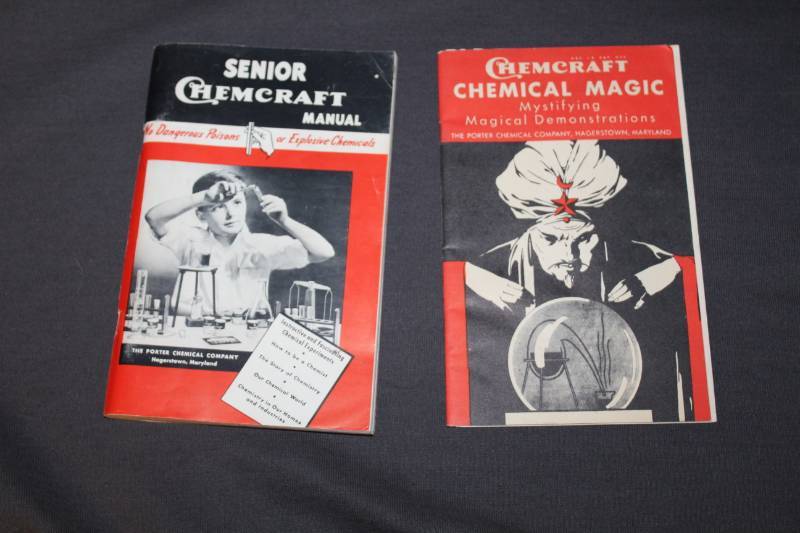 SENIOR
CHEMCRAFT
MANUAL
No Dangerous Poisons or Explosive Chemicals
THE PORTER CHEMICAL COMPANY
Hagerstown, Maryland
Instructive and Fascinating
Chemical Experiments
How to be a Chemist
The Story of Chemistry
Our Chemical World
Chemistry in Our Homes
and Industries
CHEMCRAFT
CHEMICAL MAGIC
Mystifying
Magical Demonstrations
THE PORTER CHEMICAL COMPANY, HAGERSTOWN, MARYLAND